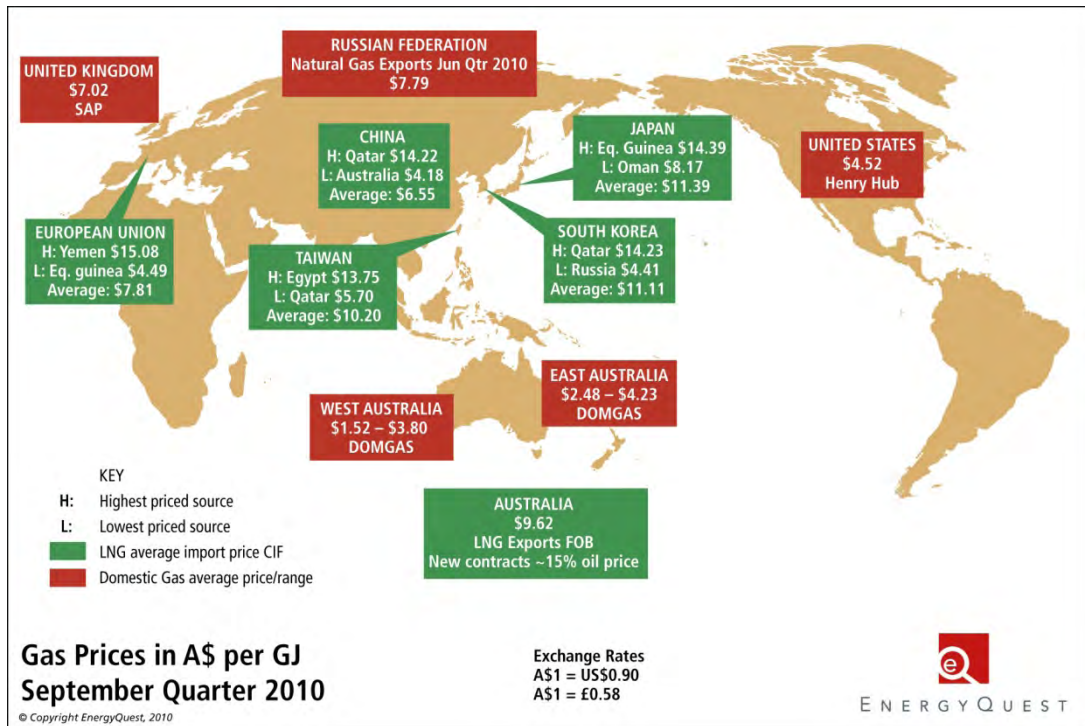 UNITED KINGDOM
$7.02
SAP
RUSSIAN FEDERATION
Natural Gas Exports Jun Qtr 2010
$7.79
CHINA
H: Qatar $14.22
L: Australia $4.18
Average: $6.55
JAPAN
H: Eq. Guinea $14.39
L: Oman $8.17
Average: $11.39
UNITED STATES
$4.52
Henry Hub
EUROPEAN UNION
H: Yemen $15.08
L: Eq. guinea $4.49
Average: $7.81
TAIWAN
H: Egypt $13.75
L: Qatar $5.70
Average: $10.20
SOUTH KOREA
H: Qatar $14.23
L: Russia $4.41
Average: $11.11
WEST AUSTRALIA
$1.52 – $3.80
DOMGAS
EAST AUSTRALIA
$2.48 – $4.23
DOMGAS
AUSTRALIA
$9.62
LNG Exports FOB
New contracts ~15% oil price
KEY
H: Highest priced source
L: Lowest priced source
LNG average import price CIF
Domestic Gas average price/range
Gas Prices in A$ per GJ
September Quarter 2010
© Copyright EnergyQuest, 2010
Exchange Rates
A$1 = US$0.90
A$1 = £0.58
e
ENERGYQUEST